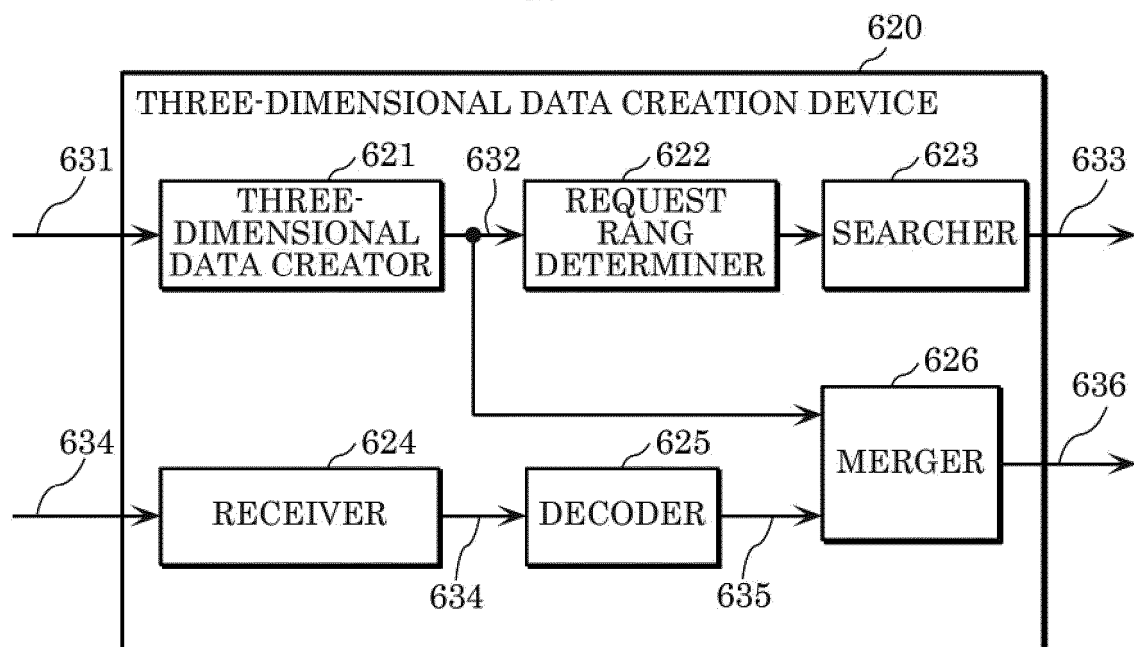 620
THREE-DIMENSIONAL DATA CREATION DEVICE
631
621
632
622
623
633
THREE-
DIMENSIONAL
DATA CREATOR
REQUEST
RANG
DETERMINER
SEARCHER
626
636
634
624
625
MERGER
RECEIVER
DECODER
634
635